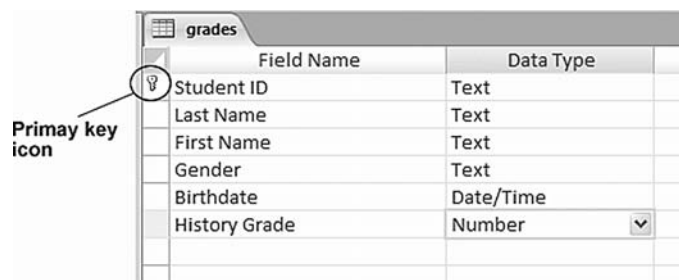 grades
Field Name Data Type
Student ID Text
Last Name Text
Primay key
icon
First Name Text
Gender Text
Birthdate Date/Time
History Grade Number